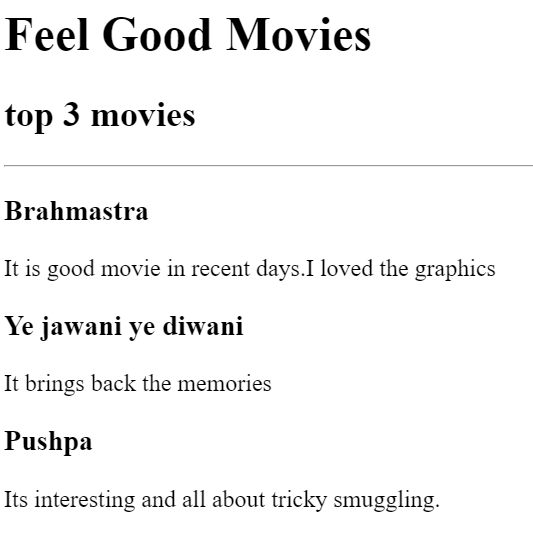 Feel Good Movies
top 3 movies
Brahmastra
It is good movie in recent days.I loved the graphics
Ye jawani ye diwani
It brings back the memories
Pushpa
Its interesting and all about tricky smuggling.